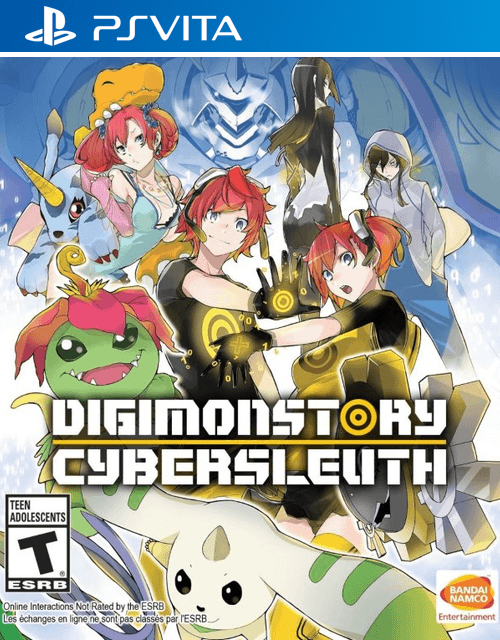 PSVITA
DIGIMONSTORY
CYBERSLEUTH
TEEN
ADOLESCENTS
T
ESRB
Online Interactions Not Rated by the ESRB
Les échanges en ligne ne sont pas classés par l'ESRB
BANDAI
NAMCO
Entertainment